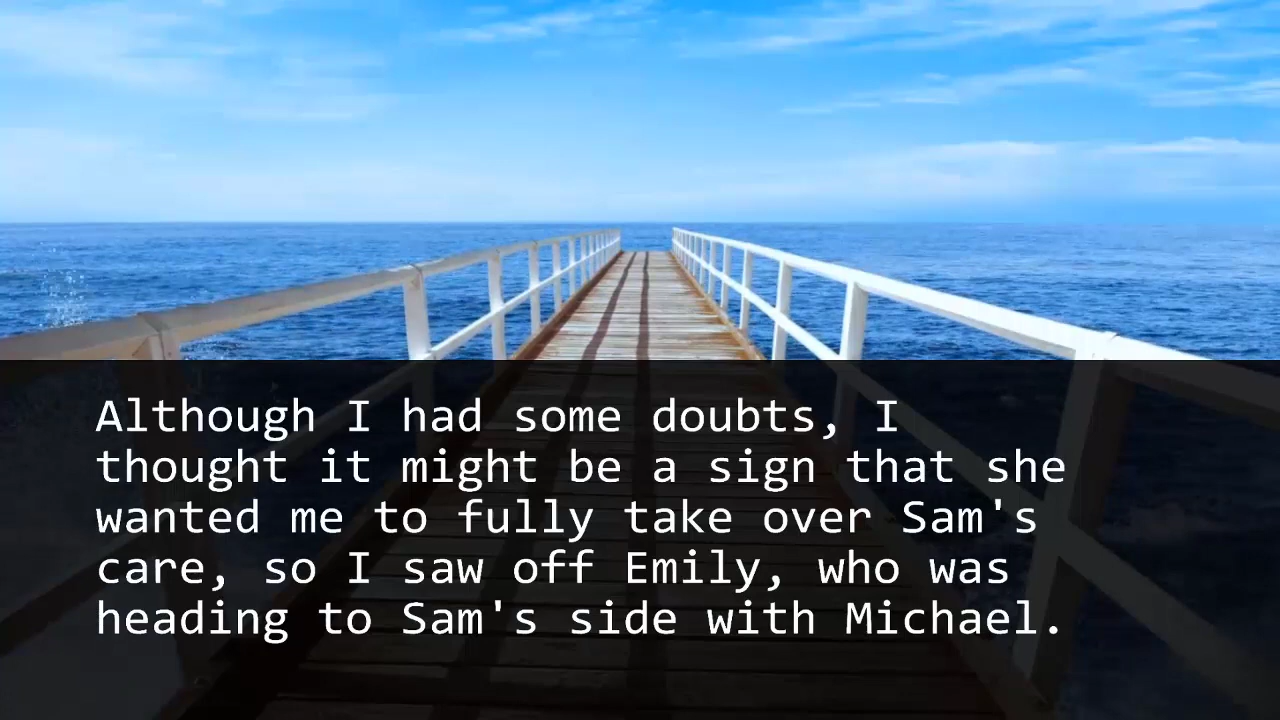 Although I had some doubts, I
thought it might be a sign that she
wanted me to fully take over Sam's
care, so I saw off Emily, who was
heading to Sam's side with Michael.